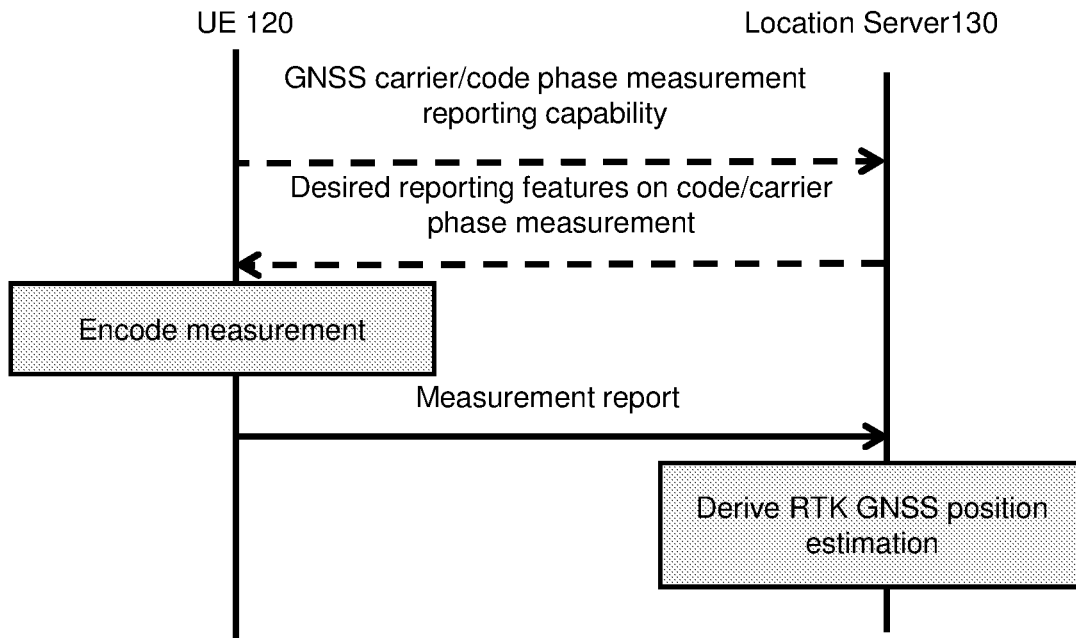 UE 120
Location Server130
GNSS carrier/code phase measurement
reporting capability
Desired reporting features on code/carrier
phase measurement
Encode measurement
Measurement report
Derive RTK GNSS position
estimation